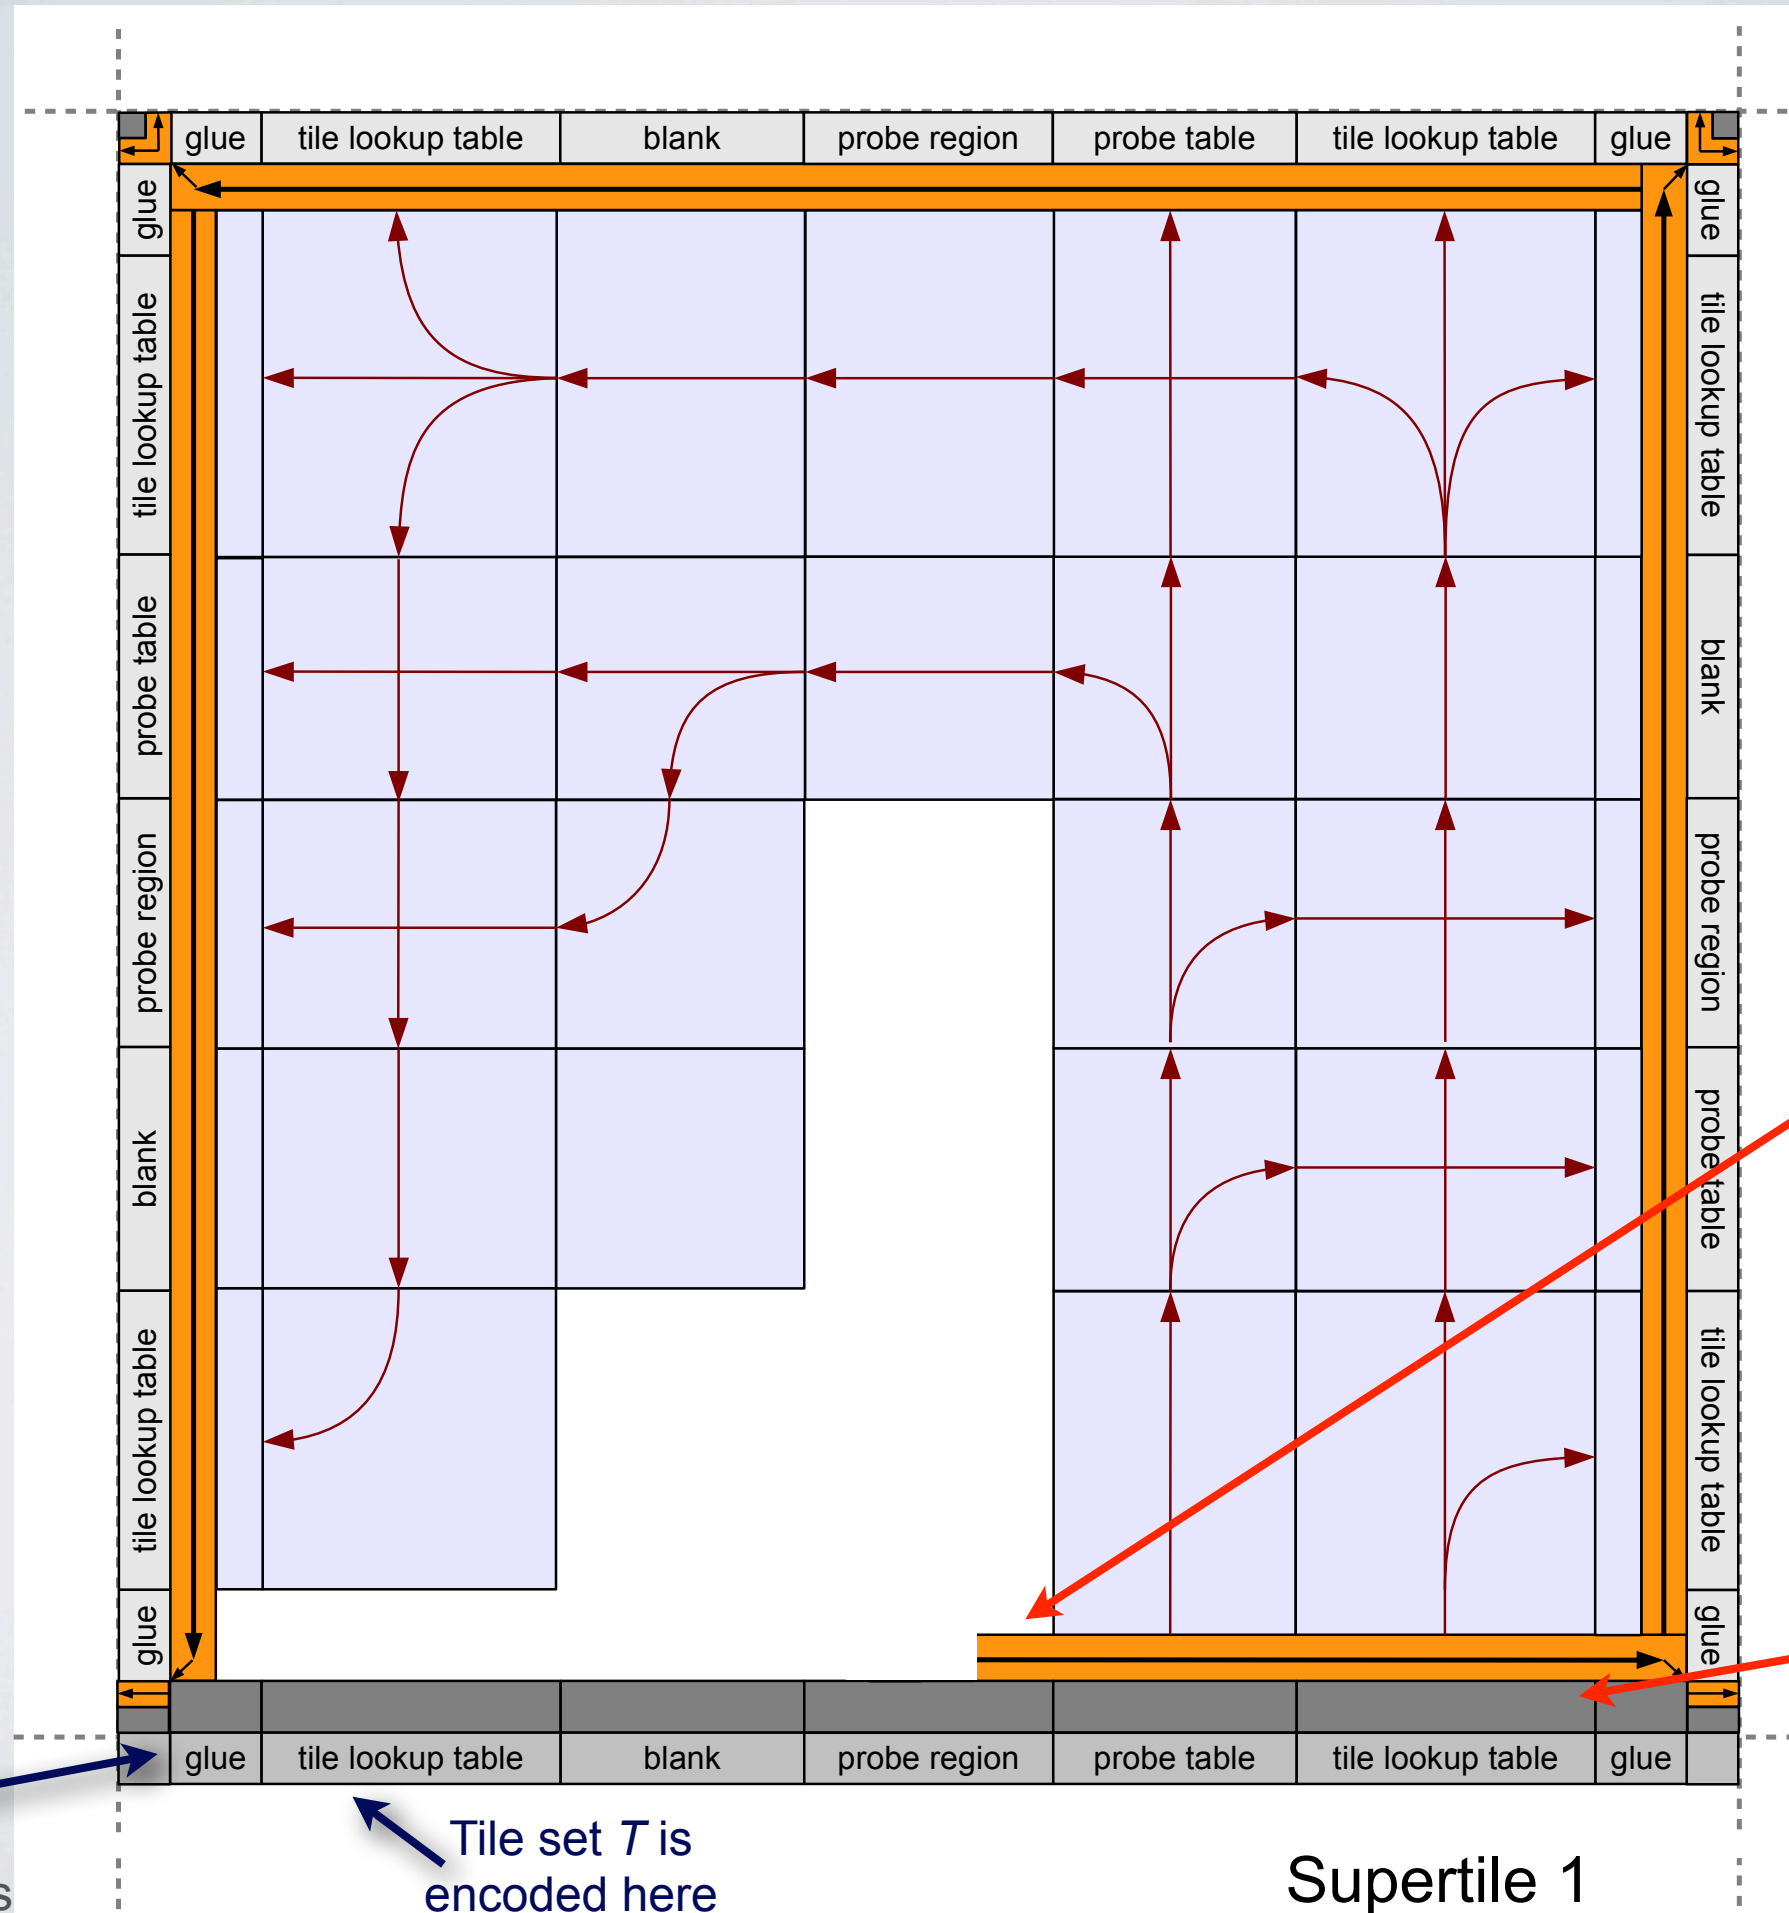 glue tile lookup table blank probe region probe table tile lookup table glue
glue
tile lookup table
probe table
probe region
blank
tile lookup table
glue
glue
tile lookup table
blank
probe region
probe table
tile lookup table
glue
glue tile lookup table blank probe region probe table tile lookup table glue
Tile set T is
encoded here
Supertile 1
s